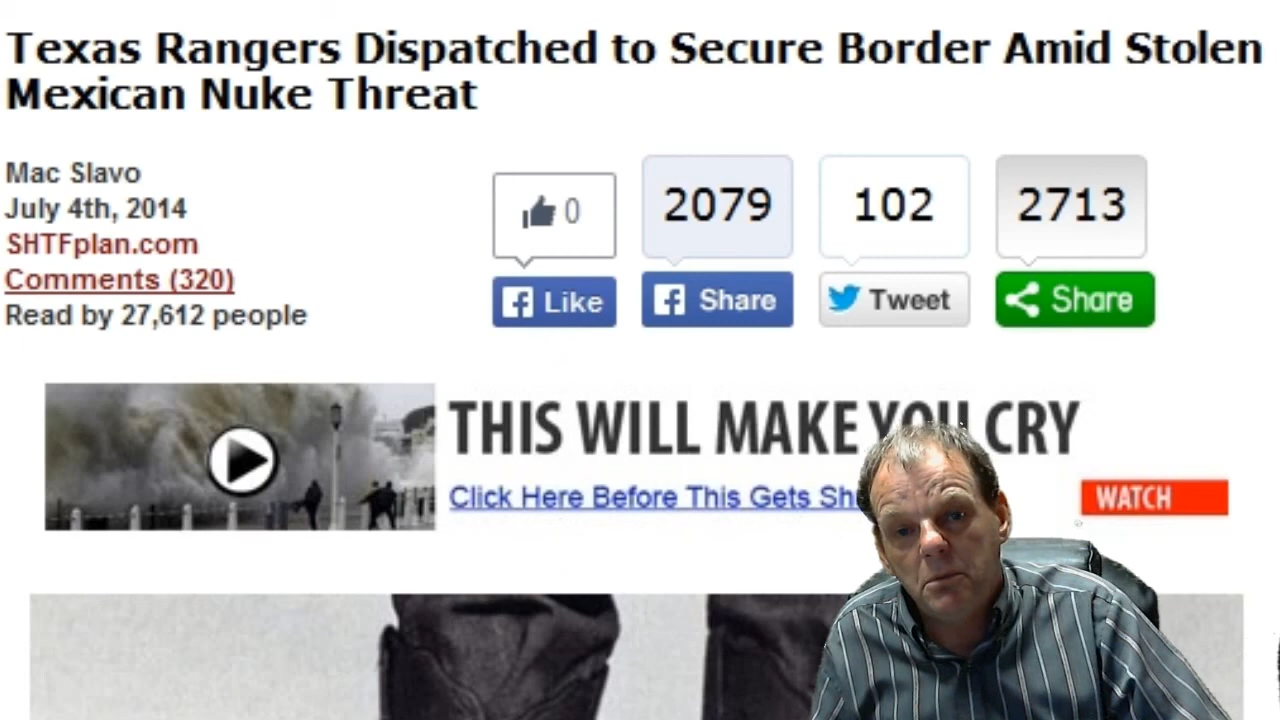 Texas Rangers Dispatched to Secure Border Amid Stolen
Mexican Nuke Threat
Mac Slavo
July 4th, 2014
SHTFplan.com
Comments (320)
Read by 27,612 people
0
2079
102
2713
Like
Share
Tweet
Share
THIS WILL MAKE YOU CRY
Click Here Before This Gets
WATCH